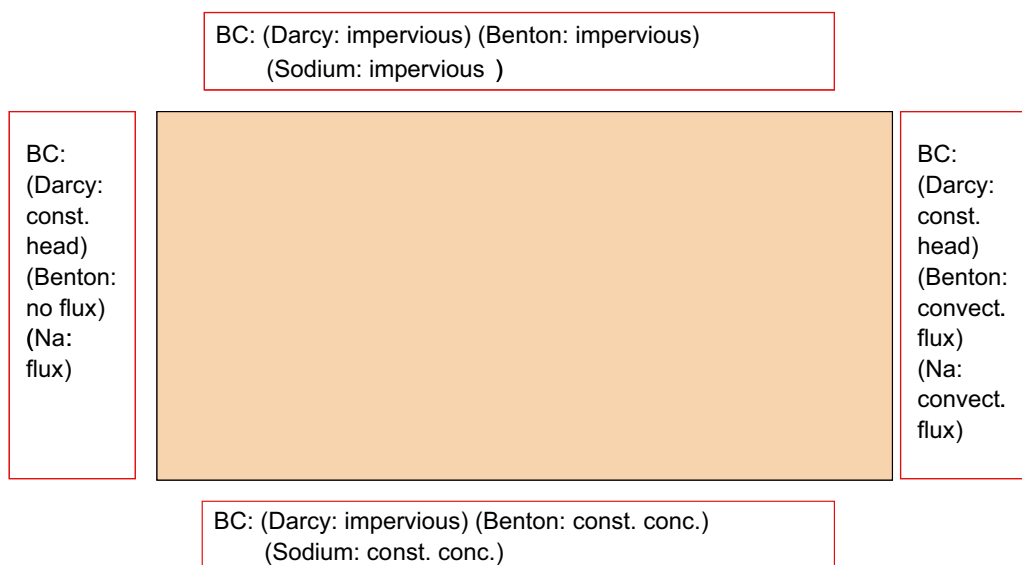 BC: (Darcy: impervious) (Benton: impervious)
(Sodium: impervious )
BC:
(Darcy:
const.
head)
(Benton:
no flux)
(Na:
flux)
BC:
(Darcy:
const.
head)
(Benton:
convect.
flux)
(Na:
convect.
flux)
BC: (Darcy: impervious) (Benton: const. conc.)
(Sodium: const. conc.)